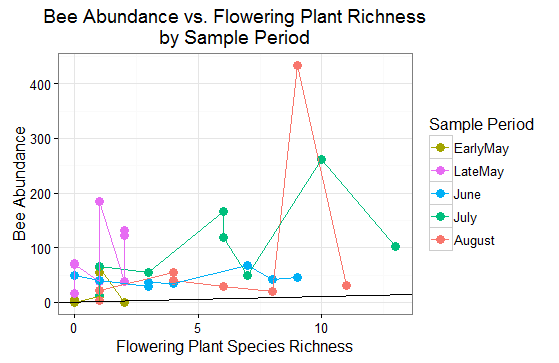 Bee Abundance vs. Flowering Plant Richness
by Sample Period
Bee Abundance
400
300
200
100
0
0 5 10
Flowering Plant Species Richness
Sample Period
EarlyMay
LateMay
June
July
August